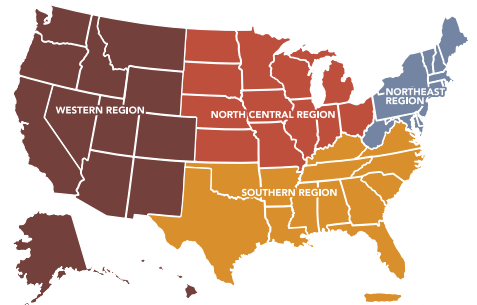 WESTERN REGION
NORTH CENTRAL REGION
NORTHEAST
REGION
SOUTHERN REGION